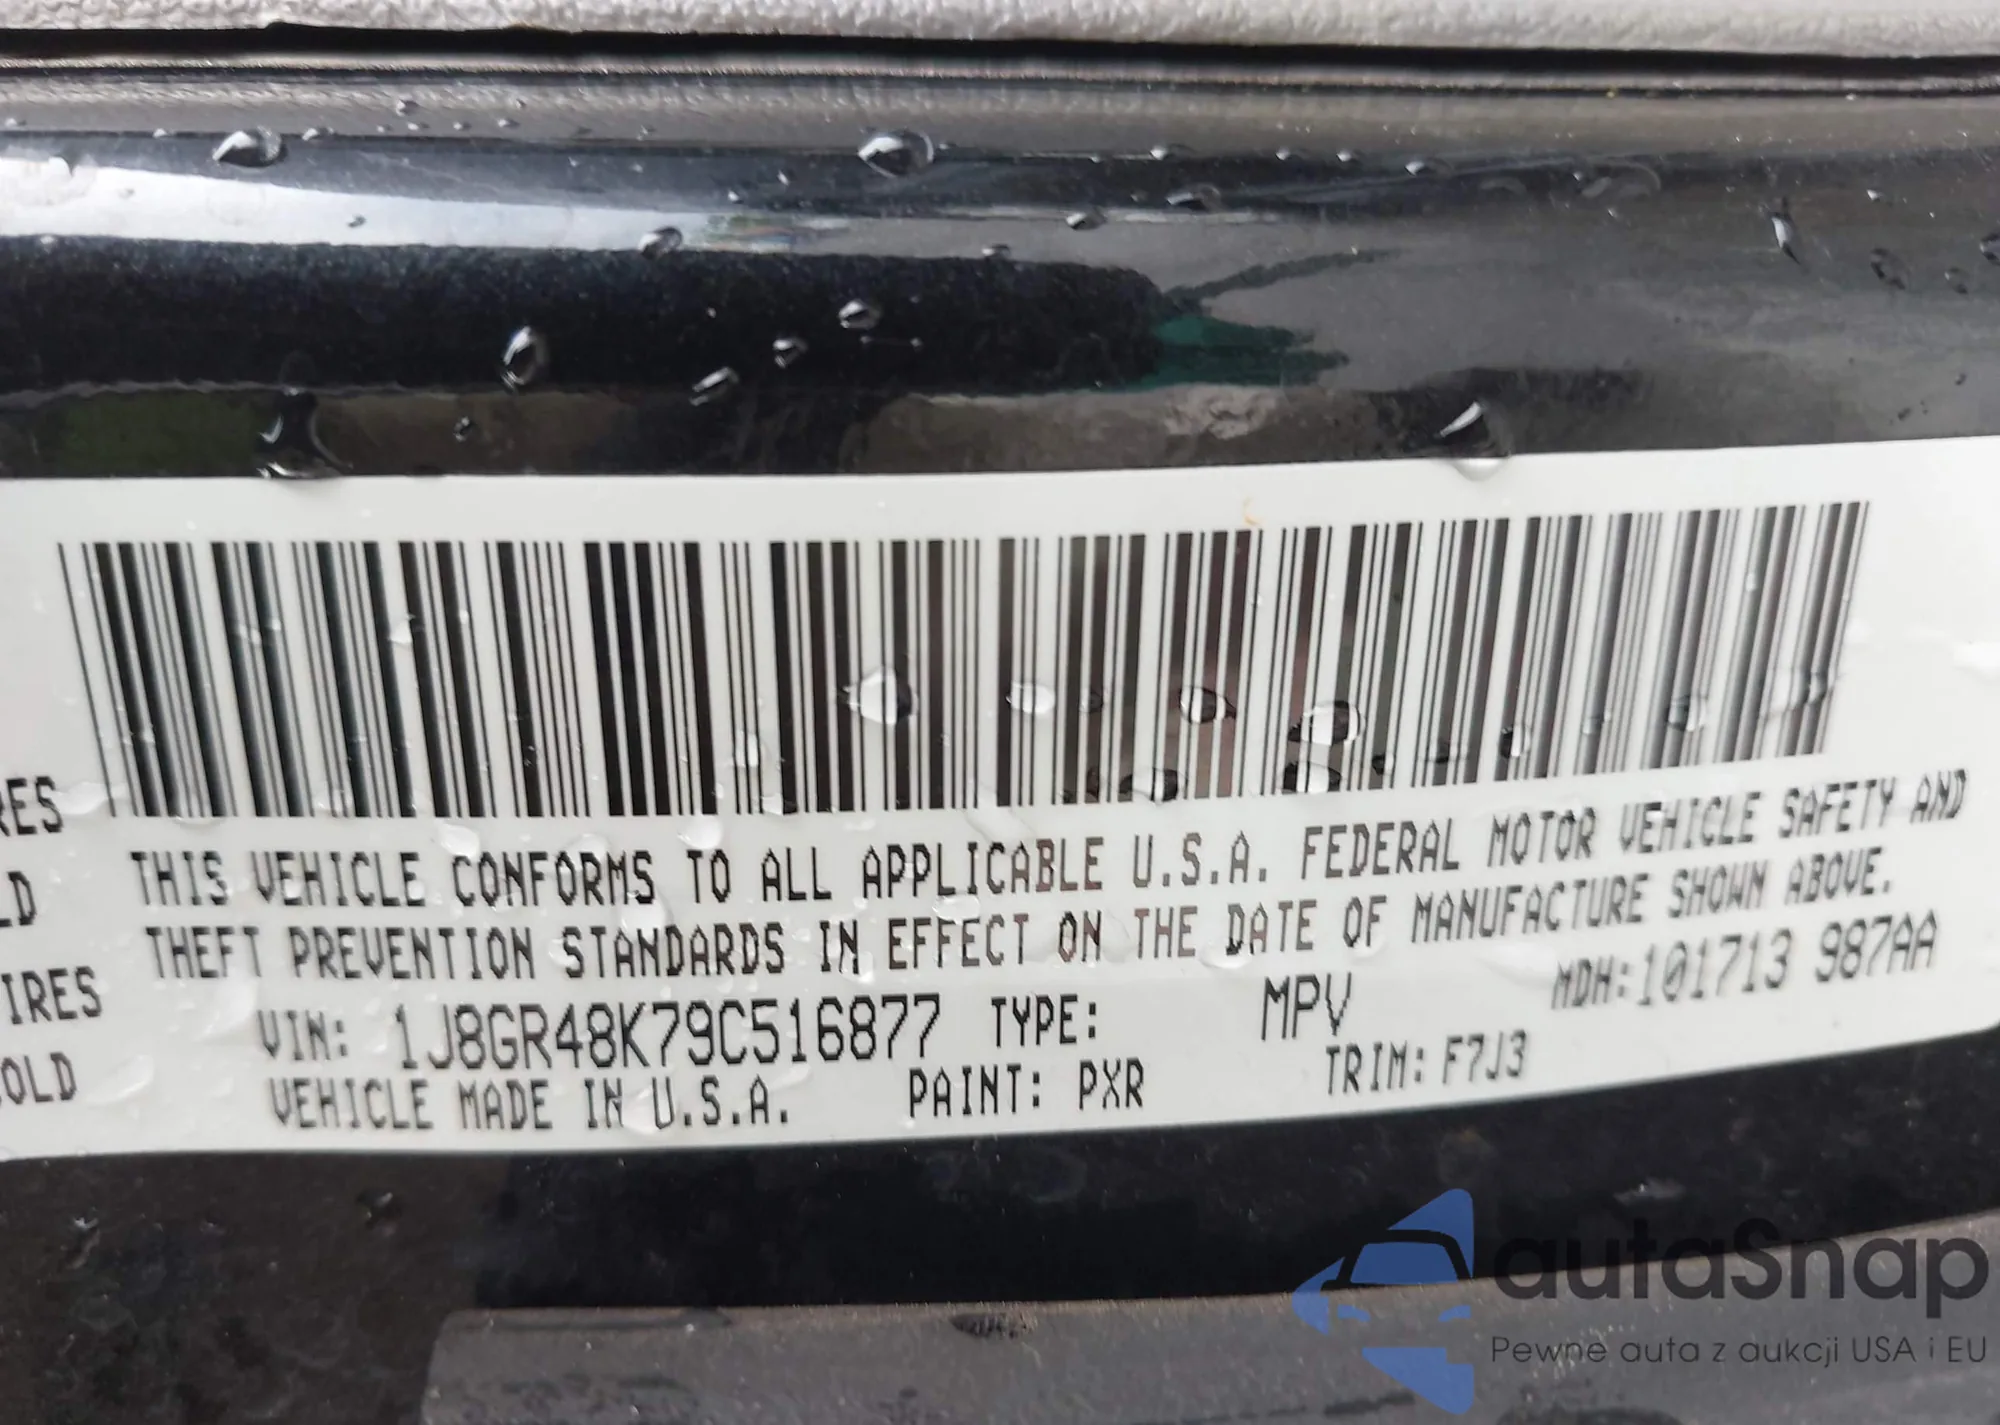 RES
LD
IRES
OLD
THIS VEHICLE CONFORMS TO ALL APPLICABLE U.S.A. FEDERAL MOTOR VEHICLE SAFETY AND
THEFT PREVENTION STANDARDS IN EFFECT ON THE DATE OF MANUFACTURE SHOWN ABOVE.
MDH:101713 987AA
VIN: 1J8GR48K79C516877 TYPE: MPV
VEHICLE MADE IN U.S.A. PAINT: PXR TRIM: F7J3
autaSnap
Pewne auta z aukcji USA i EU